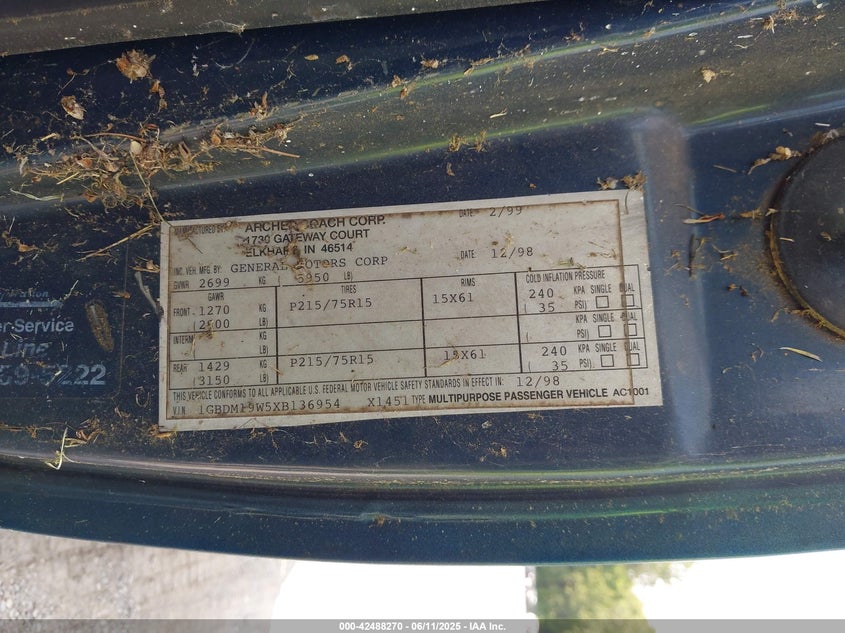 MANUFACTURED BY ARCHER COACH CORP. DATE 2/99
1730 GATEWAY COURT
ELKHART IN 46514
INC. VEH. MFG. BY: GENERAL MOTORS CORP DATE: 12/98
GVWR 2699 KG ( 5950 LB)
GAWR TIRES RIMS COLD INFLATION PRESSURE
FRONT 1270 KG P215/75R15 15X61 240 KPA SINGLE DUAL
(2800 LB) ( 35 PSI)
INTERM KG KPA SINGLE DUAL
( LB) ( PSI)
REAR 1429 KG P215/75R15 15X61 240 KPA SINGLE DUAL
(3150 LB) ( 35 PSI)
THIS VEHICLE CONFORMS TO ALL APPLICABLE U.S. FEDERAL MOTOR VEHICLE SAFETY STANDARDS IN EFFECT IN: 12/98
V.I.N. 1GBDM19W5XB136954 X1451 TYPE MULTIPURPOSE PASSENGER VEHICLE AC1001
er-Service
Line
59-5222
000-42488270 - 06/11/2025 - IAA Inc.